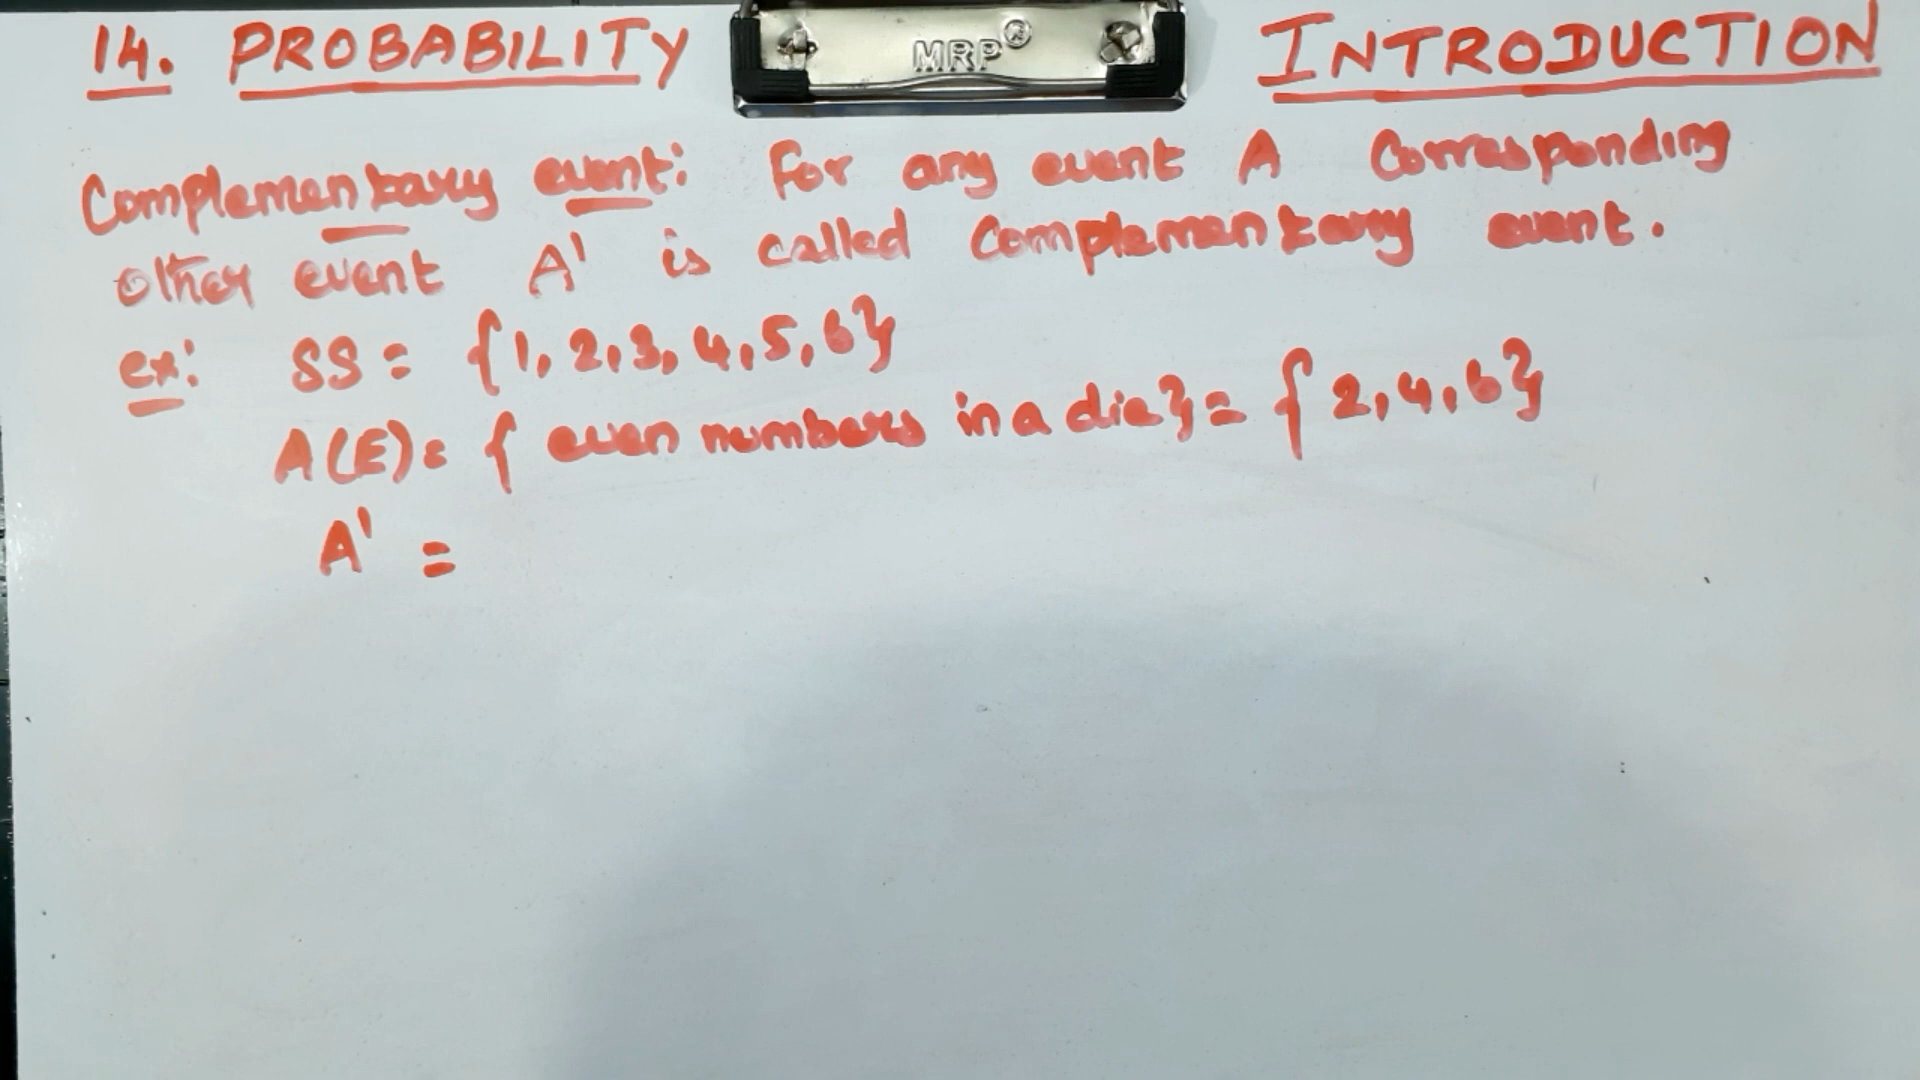 14. PROBABILITY
MRP®
INTRODUCTION
Complementary event: For any event A Corresponding
other event A' is called Complementary event.
ex: SS = {1, 2, 3, 4, 5, 6}
A(E) = { even numbers in a die} = { 2, 4, 6}
A' =